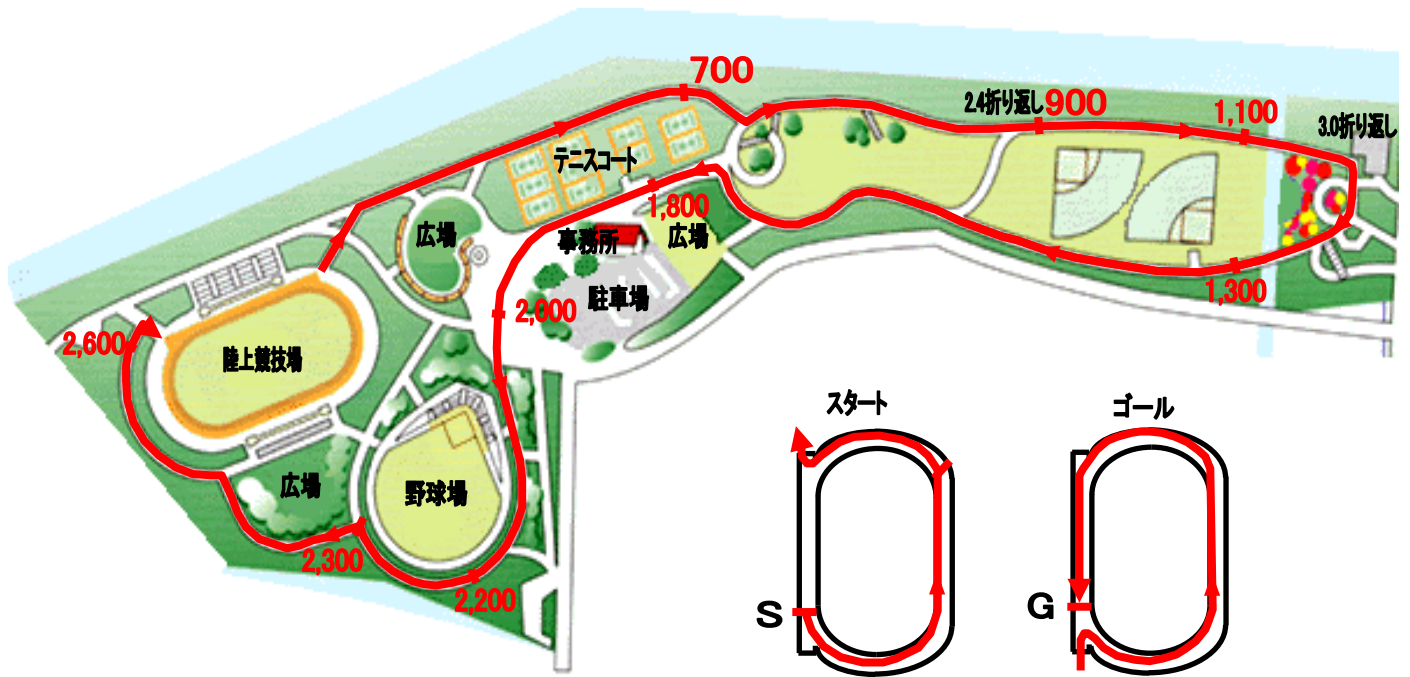 700
2.4折り返し
900
1,100
3.0折り返し
テニスコート
1,800
広場
広場
事務所
駐車場
2,000
1,300
2,600
陸上競技場
広場
野球場
2,300
2,200
スタート
ゴール
S
G